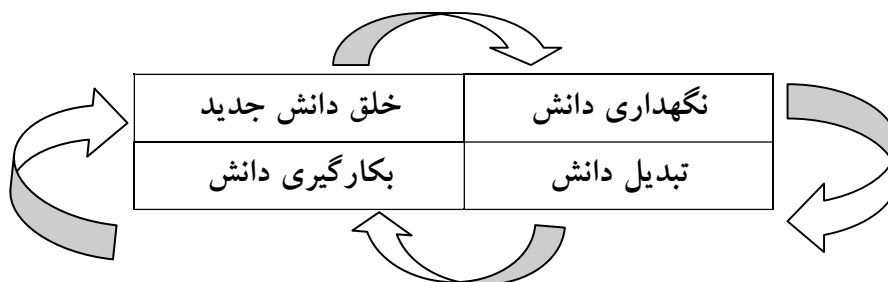 نگهداری دانش
خلق دانش جدید
تبدیل دانش
بکارگیری دانش